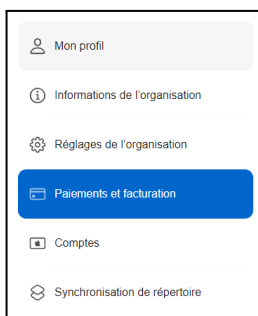 Mon profil
Informations de l'organisation
Réglages de l'organisation
Paiements et facturation
Comptes
Synchronisation de répertoire